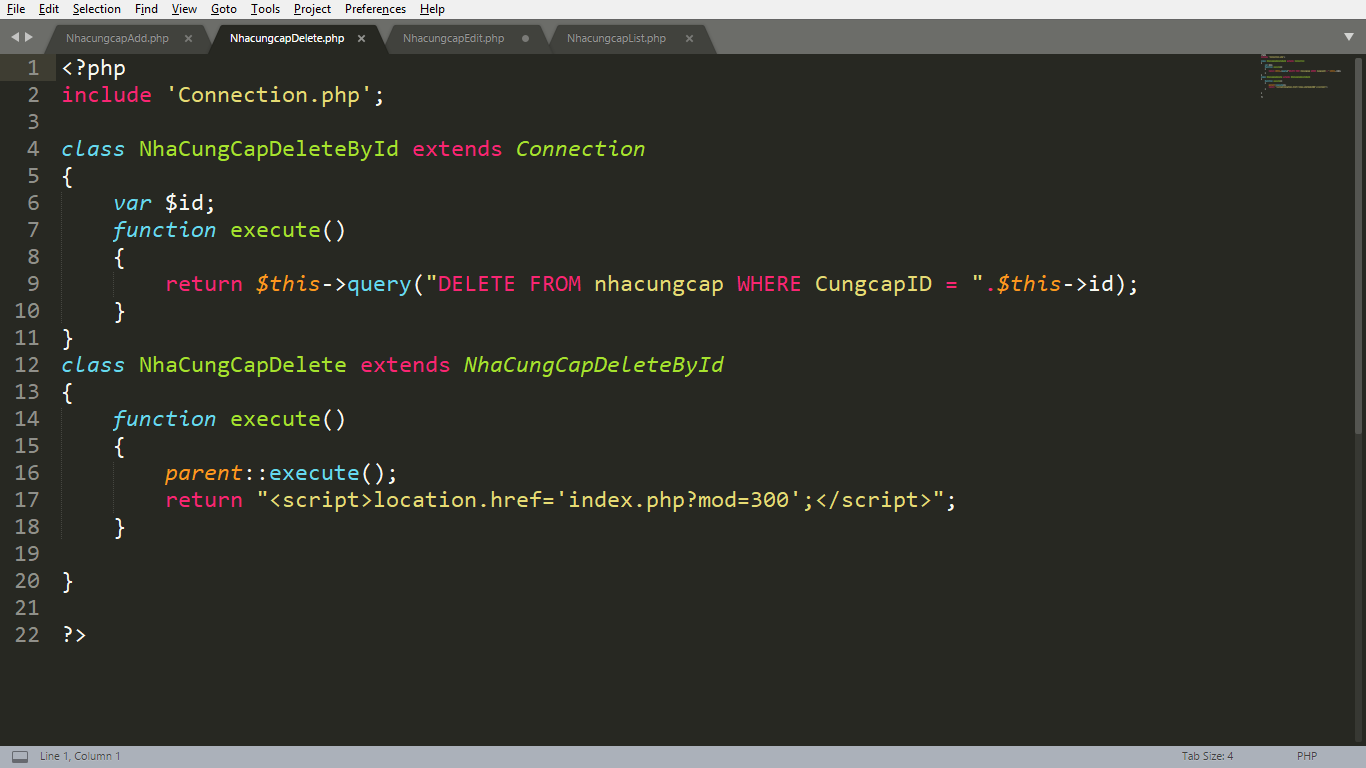 File Edit Selection Find View Goto Tools Project Preferences Help
NhacungcapAdd.php NhacungcapDelete.php NhacungcapEdit.php NhacungcapList.php
1 <?php
2 include 'Connection.php';
3
4 class NhaCungCapDeleteById extends Connection
5 {
6 var $id;
7 function execute()
8 {
9 return $this->query("DELETE FROM nhacungcap WHERE CungcapID = ".$this->id);
10 }
11 }
12 class NhaCungCapDelete extends NhaCungCapDeleteById
13 {
14 function execute()
15 {
16 parent::execute();
17 return "<script>location.href='index.php?mod=300';</script>";
18 }
19
20 }
21
22 ?>
Line 1, Column 1 Tab Size: 4 PHP